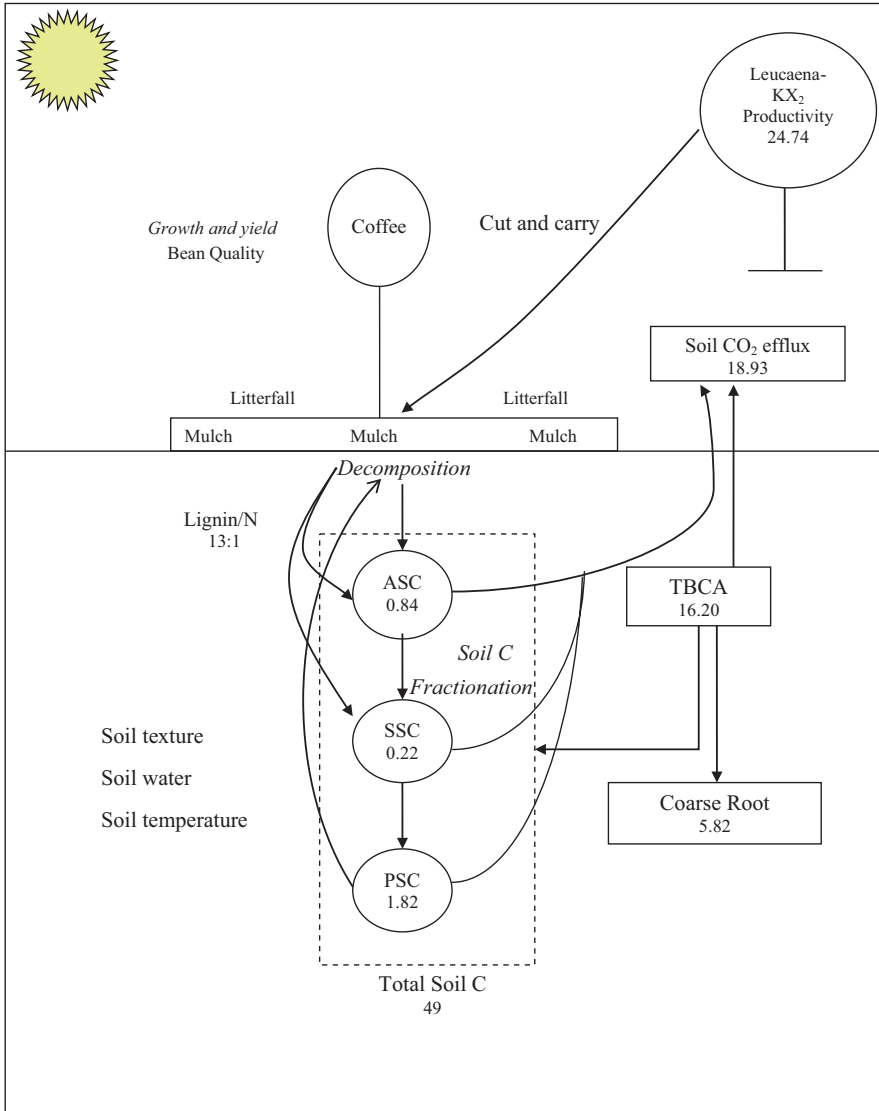 Leucaena-
KX₂
Productivity
24.74
Growth and yield
Bean Quality
Coffee
Cut and carry
Soil CO₂ efflux
18.93
Litterfall
Litterfall
Mulch
Mulch
Mulch
Decomposition
Lignin/N
13:1
ASC
0.84
TBCA
16.20
Soil C
Fractionation
SSC
0.22
Soil texture
Soil water
Soil temperature
Coarse Root
5.82
PSC
1.82
Total Soil C
49